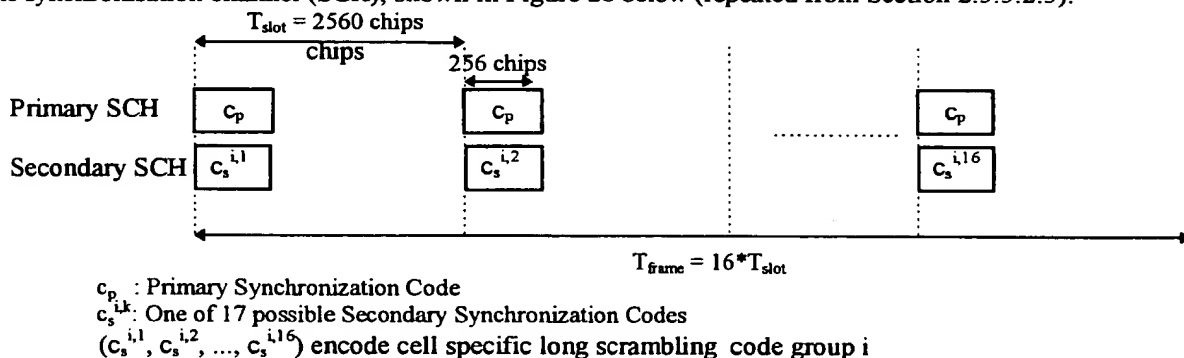 synchronization channel (SCH), shown in Figure 28 below (repeated from Section 2.3.3.2.3).
T_slot = 2560 chips
chips
256 chips
Primary SCH c_p c_p c_p
Secondary SCH c_s^i,1 c_s^i,2 c_s^i,16
T_frame = 16*T_slot
c_p : Primary Synchronization Code
c_s^i,k: One of 17 possible Secondary Synchronization Codes
(c_s^i,1, c_s^i,2, ..., c_s^i,16) encode cell specific long scrambling code group i